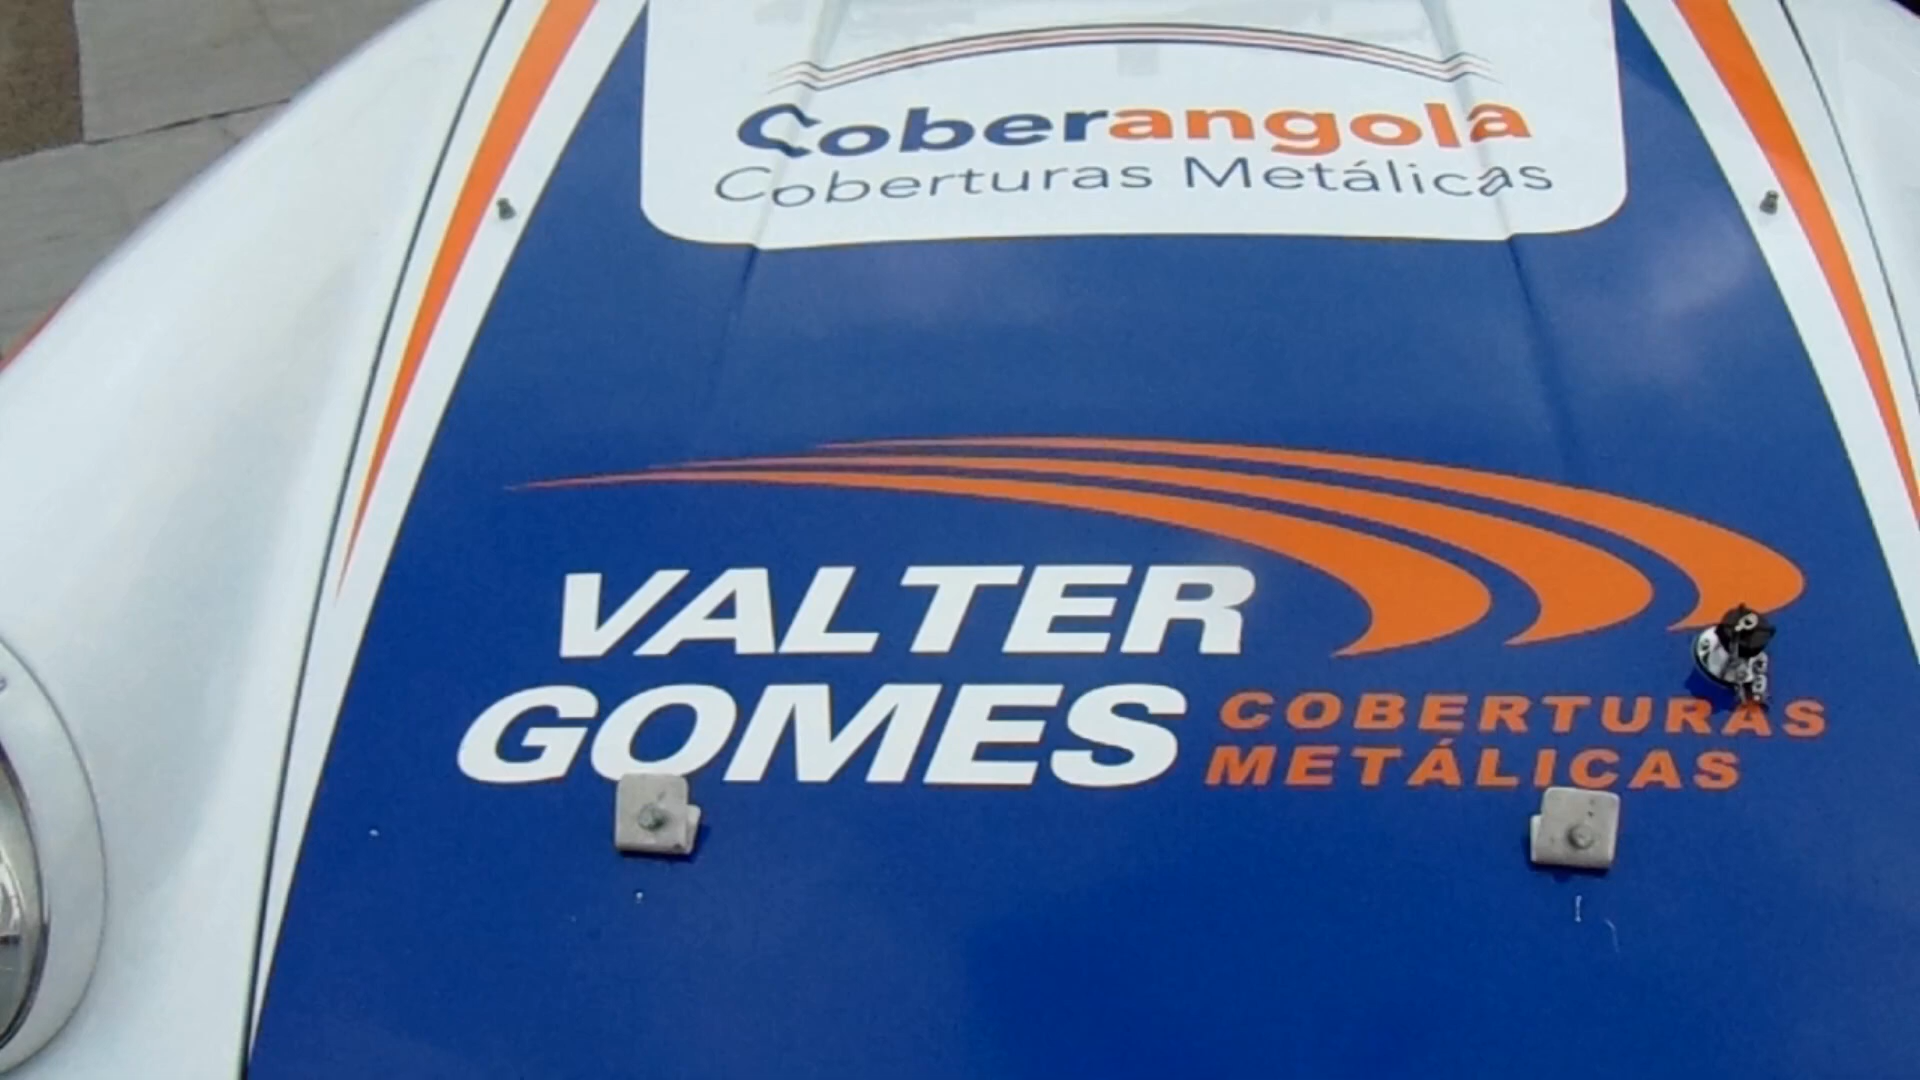 Coberangola
Coberturas Metálicas
VALTER
GOMES
COBERTURAS
METÁLICAS